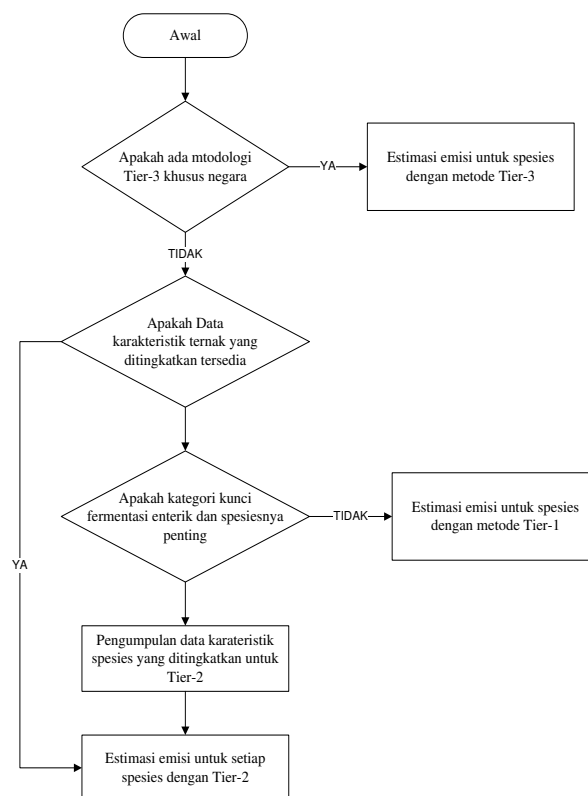 Awal
Apakah ada mtodologi
Tier-3 khusus negara
YA
Estimasi emisi untuk spesies
dengan metode Tier-3
TIDAK
Apakah Data
karakteristik ternak yang
ditingkatkan tersedia
Apakah kategori kunci
fermentasi enterik dan spesiesnya
penting
TIDAK
Estimasi emisi untuk spesies
dengan metode Tier-1
YA
Pengumpulan data karateristik
spesies yang ditingkatkan untuk
Tier-2
Estimasi emisi untuk setiap
spesies dengan Tier-2